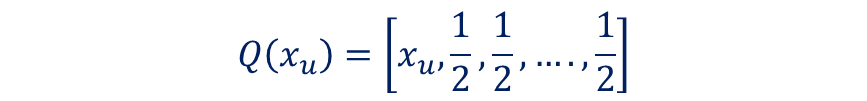 Q(x_u) = [x_u, 1/2, 1/2, ...., 1/2]